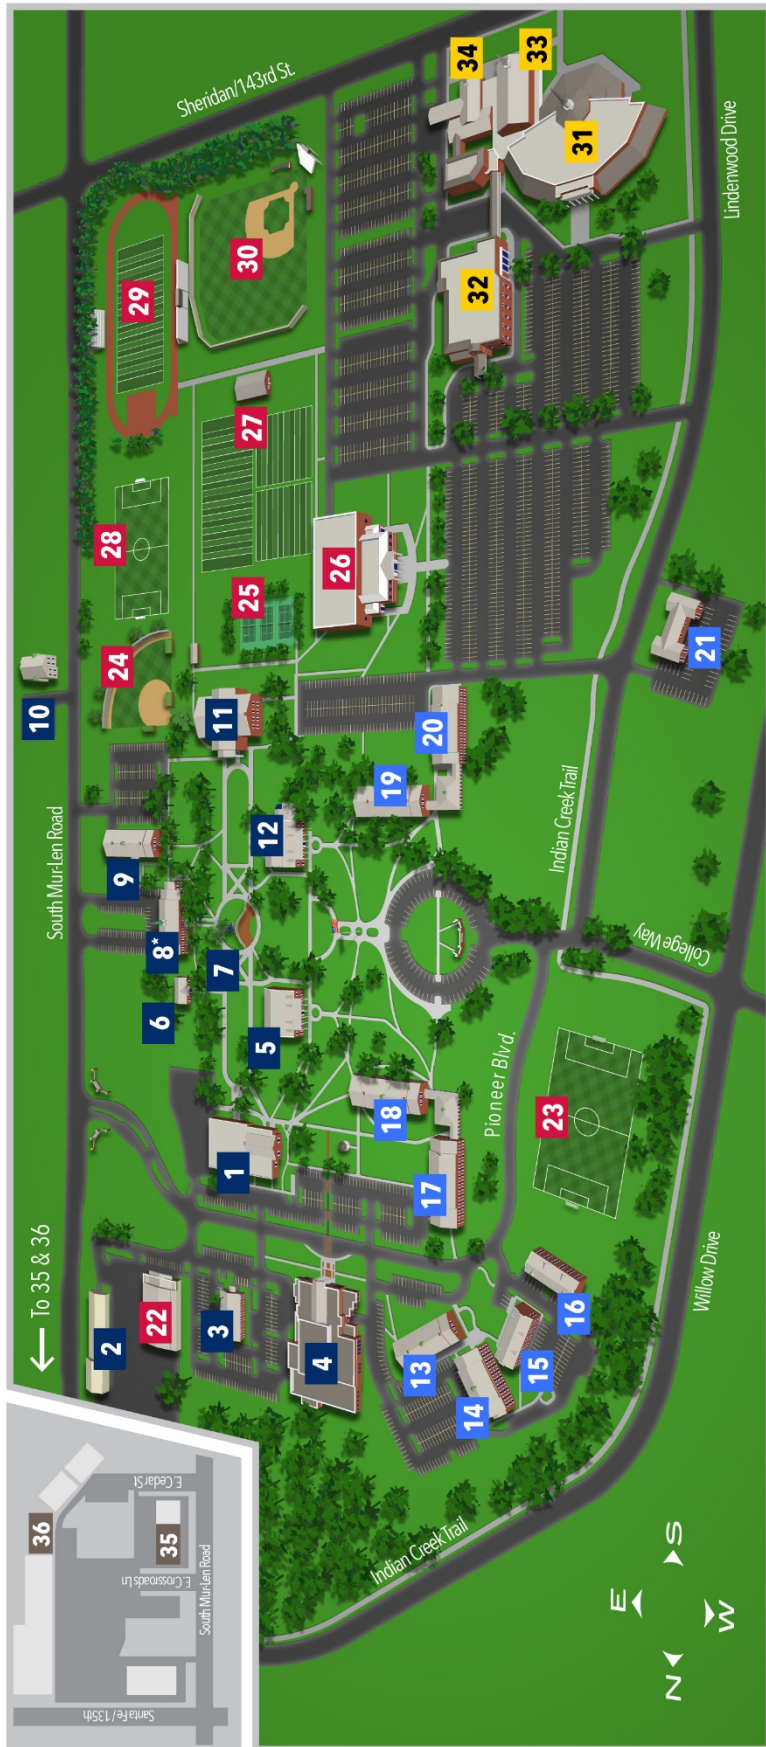 Sheridan/143rd St.
34
33
31
Lindenwood Drive
32
30
29
27
28
26
25
24
21
10
11
20
19
12
9
South Mur-Len Road
8*
7
6
5
Indian Creek Trail
College Way
Pioneer Blvd.
23
18
17
1
← To 35 & 36
2
22
3
4
13
14
15
16
Willow Drive
Indian Creek Trail
36
35
E. Cedar St
E. Crossroads Ln
South Mur-Len Road
Santa Fe / 135th
N
E
S
W